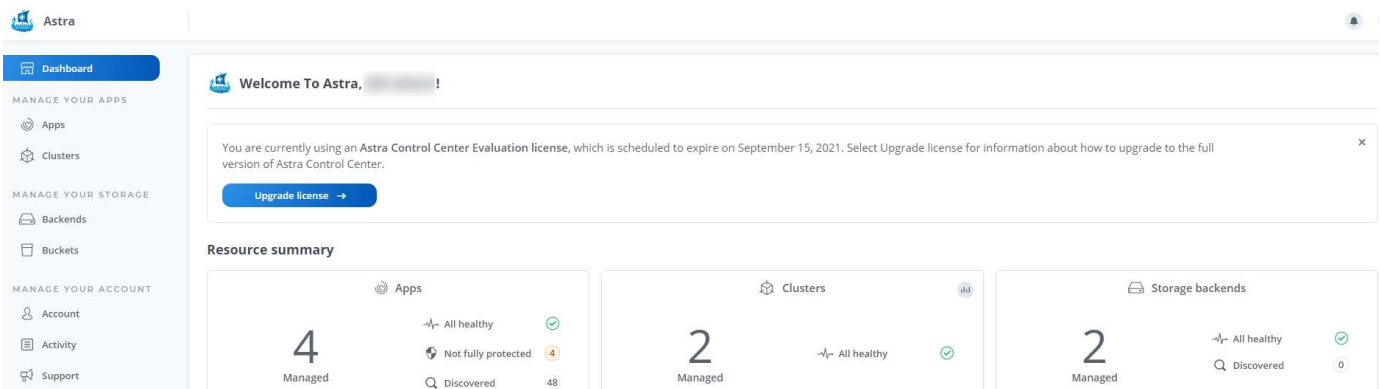 Astra
Dashboard
MANAGE YOUR APPS
Apps
Clusters
MANAGE YOUR STORAGE
Backends
Buckets
MANAGE YOUR ACCOUNT
Account
Activity
Support
Welcome To Astra, !
You are currently using an Astra Control Center Evaluation license, which is scheduled to expire on September 15, 2021. Select Upgrade license for information about how to upgrade to the full
version of Astra Control Center.
Upgrade license →
Resource summary
Apps
4
Managed
All healthy
Not fully protected 4
Discovered 48
Clusters
2
Managed
All healthy
Storage backends
2
Managed
All healthy
Discovered 0